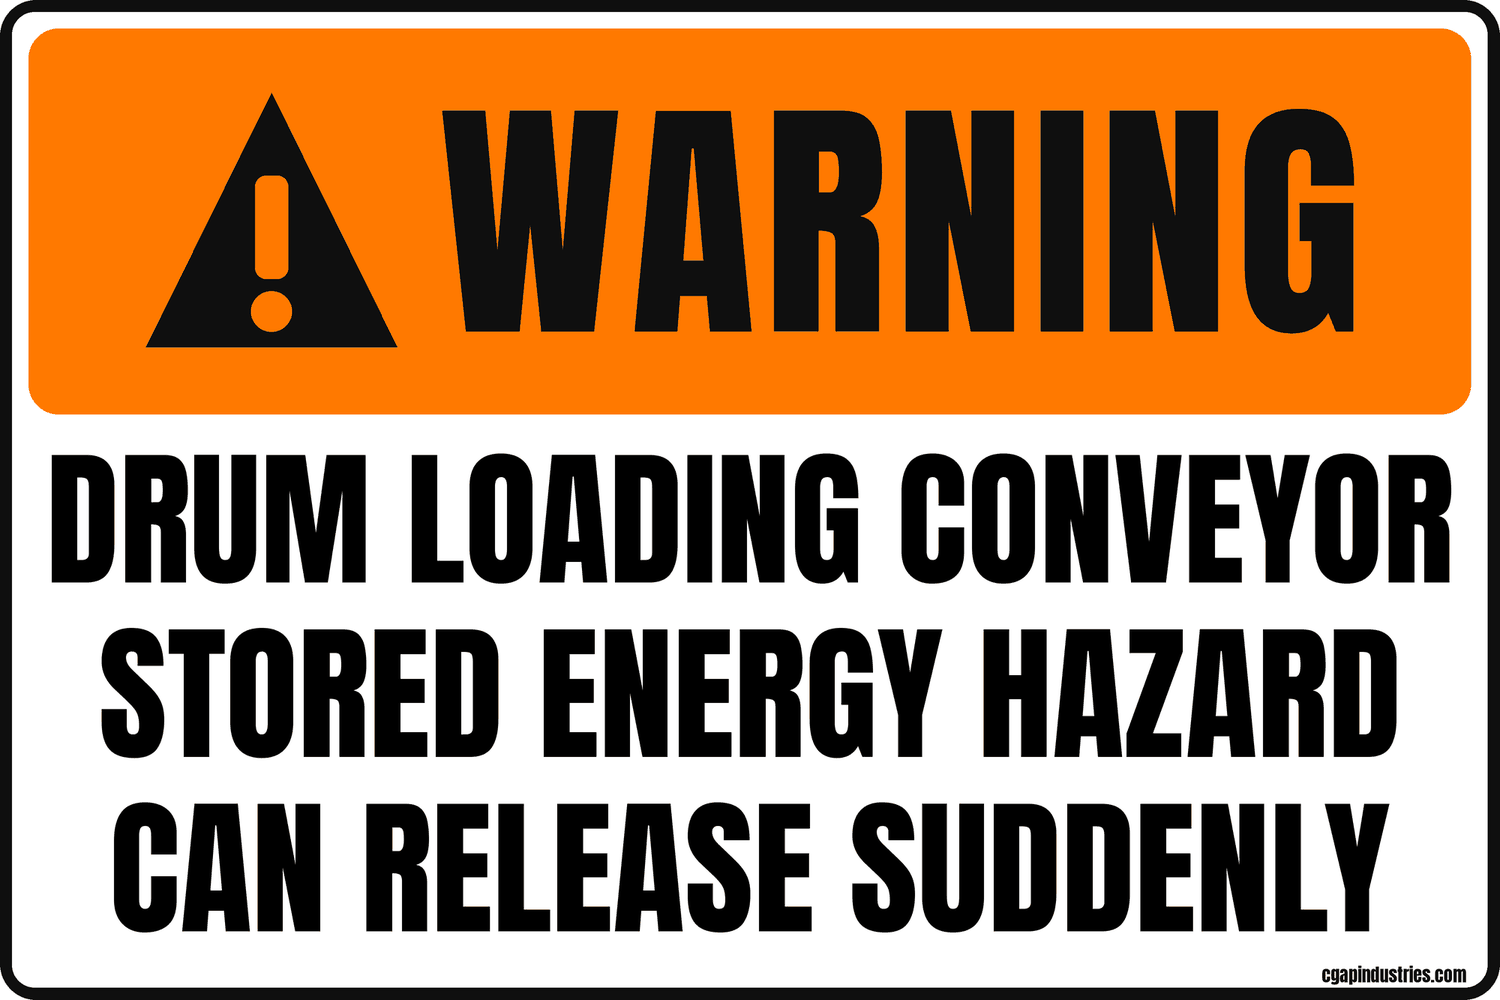 WARNING
DRUM LOADING CONVEYOR
STORED ENERGY HAZARD
CAN RELEASE SUDDENLY
cgapindustries.com